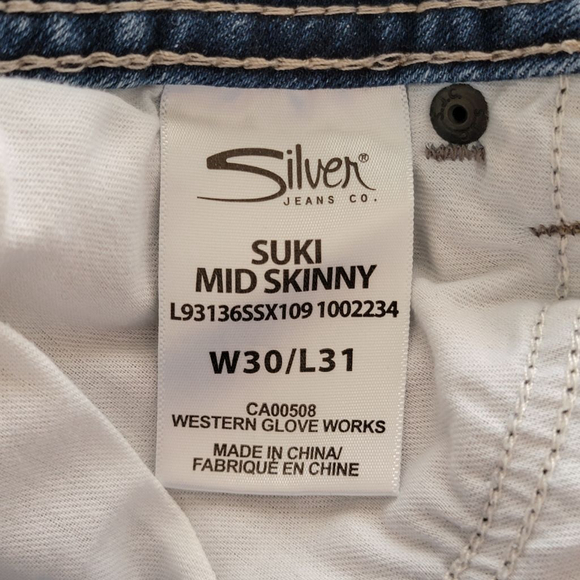 Silver®
JEANS CO.
SUKI
MID SKINNY
L93136SSX109 1002234
W30/L31
CA00508
WESTERN GLOVE WORKS
MADE IN CHINA/
FABRIQUÉ EN CHINE